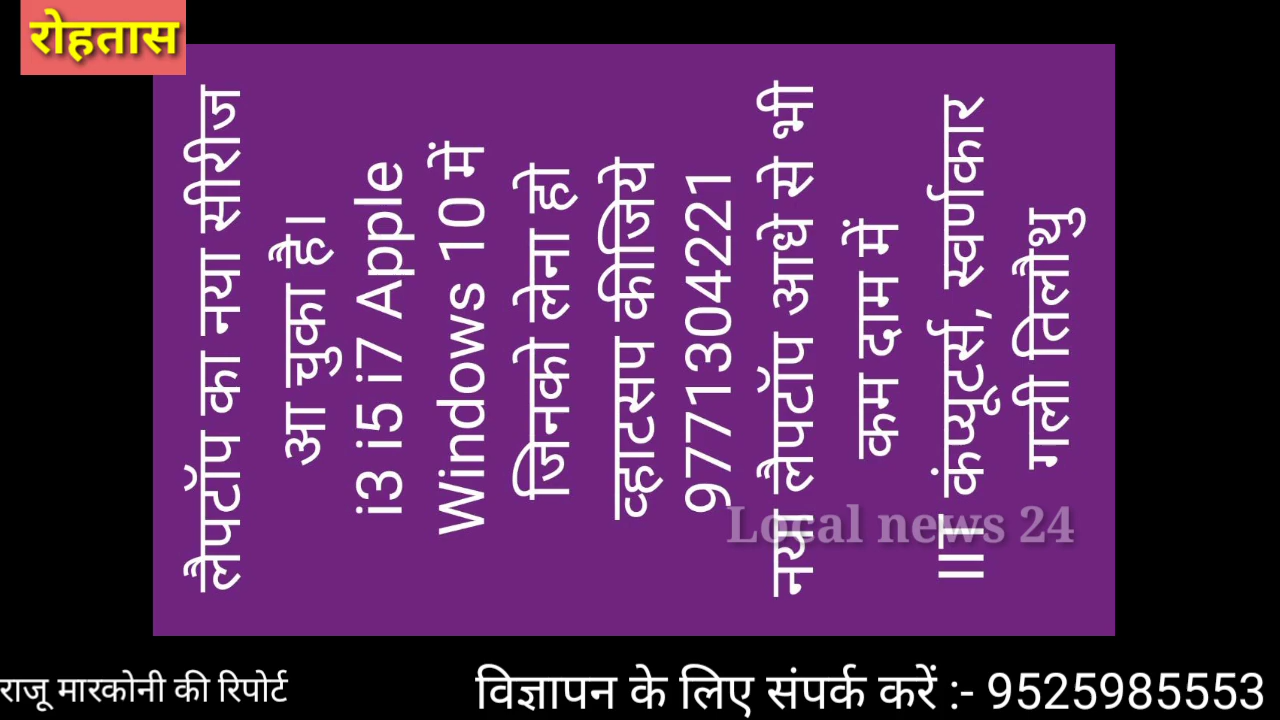 रोहतास
लैपटॉप का नया सीरीज
आ चुका है।
i3 i5 i7 Apple
Windows 10 में
जिनको लेना हो
व्हाटसप कीजिये
9771304221
नया लैपटॉप आधे से भी
कम दाम में
IIT कंप्यूटर्स, स्वर्णकार
गली तिलौथु
Local news 24
राजू मारकोनी की रिपोर्ट
विज्ञापन के लिए संपर्क करें :- 9525985553